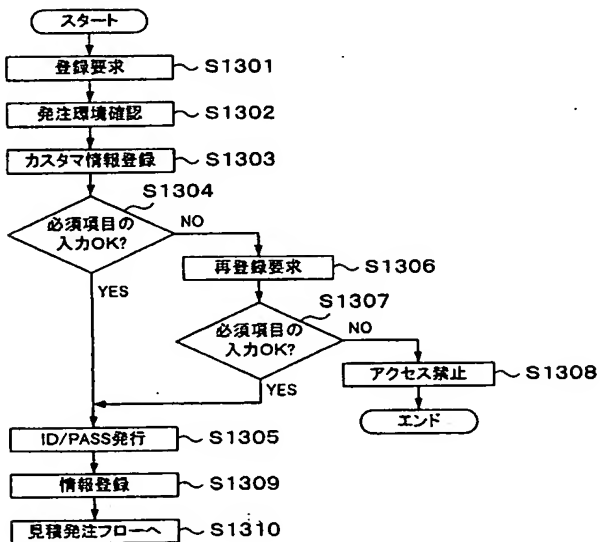 スタート
登録要求
S1301
発注環境確認
S1302
カスタマ情報登録
S1303
S1304
必須項目の
入力OK?
NO
YES
再登録要求
S1306
S1307
必須項目の
入力OK?
NO
YES
アクセス禁止
S1308
エンド
ID/PASS発行
S1305
情報登録
S1309
見積発注フローへ
S1310